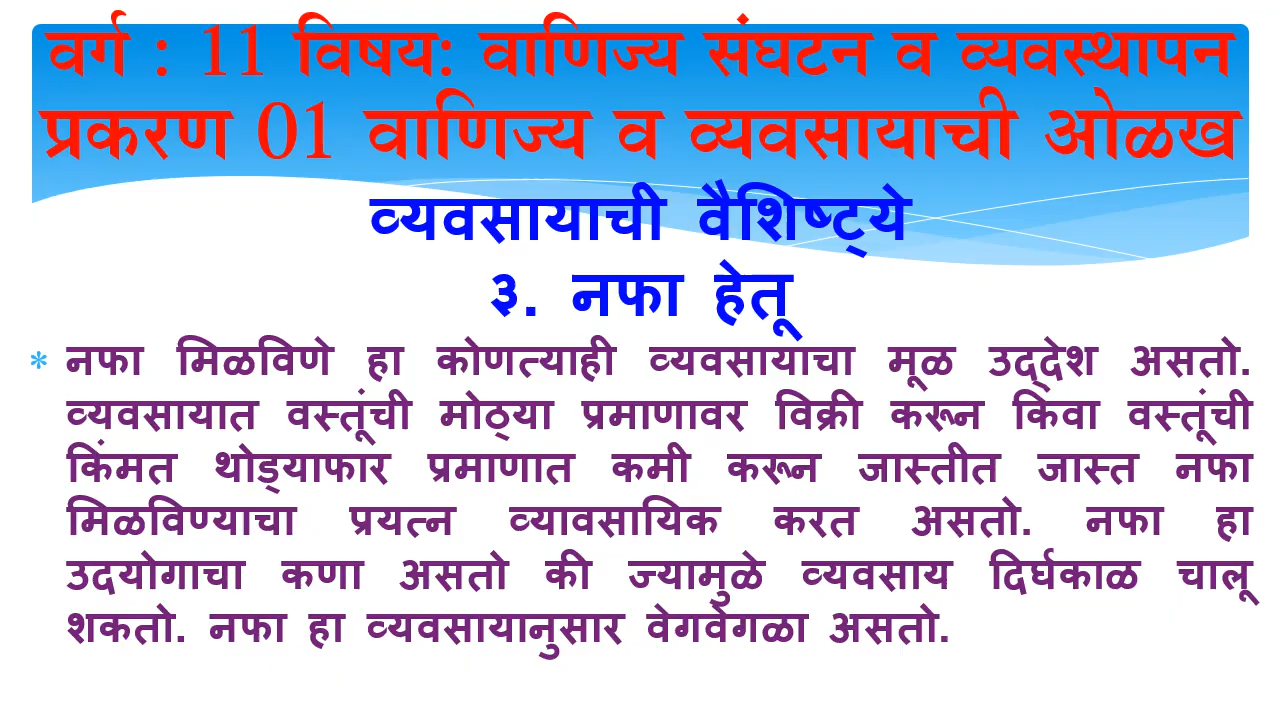 वर्ग : 11 विषय: वाणिज्य संघटन व व्यवस्थापन
प्रकरण 01 वाणिज्य व व्यवसायाची ओळख
व्यवसायाची वैशिष्ट्ये
३. नफा हेतू
* नफा मिळविणे हा कोणत्याही व्यवसायाचा मूळ उद्देश असतो.
व्यवसायात वस्तूंची मोठ्या प्रमाणावर विक्री करून किंवा वस्तूंची
किंमत थोड्याफार प्रमाणात कमी करून जास्तीत जास्त नफा
मिळविण्याचा प्रयत्न व्यावसायिक करत असतो. नफा हा
उदयोगाचा कणा असतो की ज्यामुळे व्यवसाय दिर्घकाळ चालू
शकतो. नफा हा व्यवसायानुसार वेगवेगळा असतो.